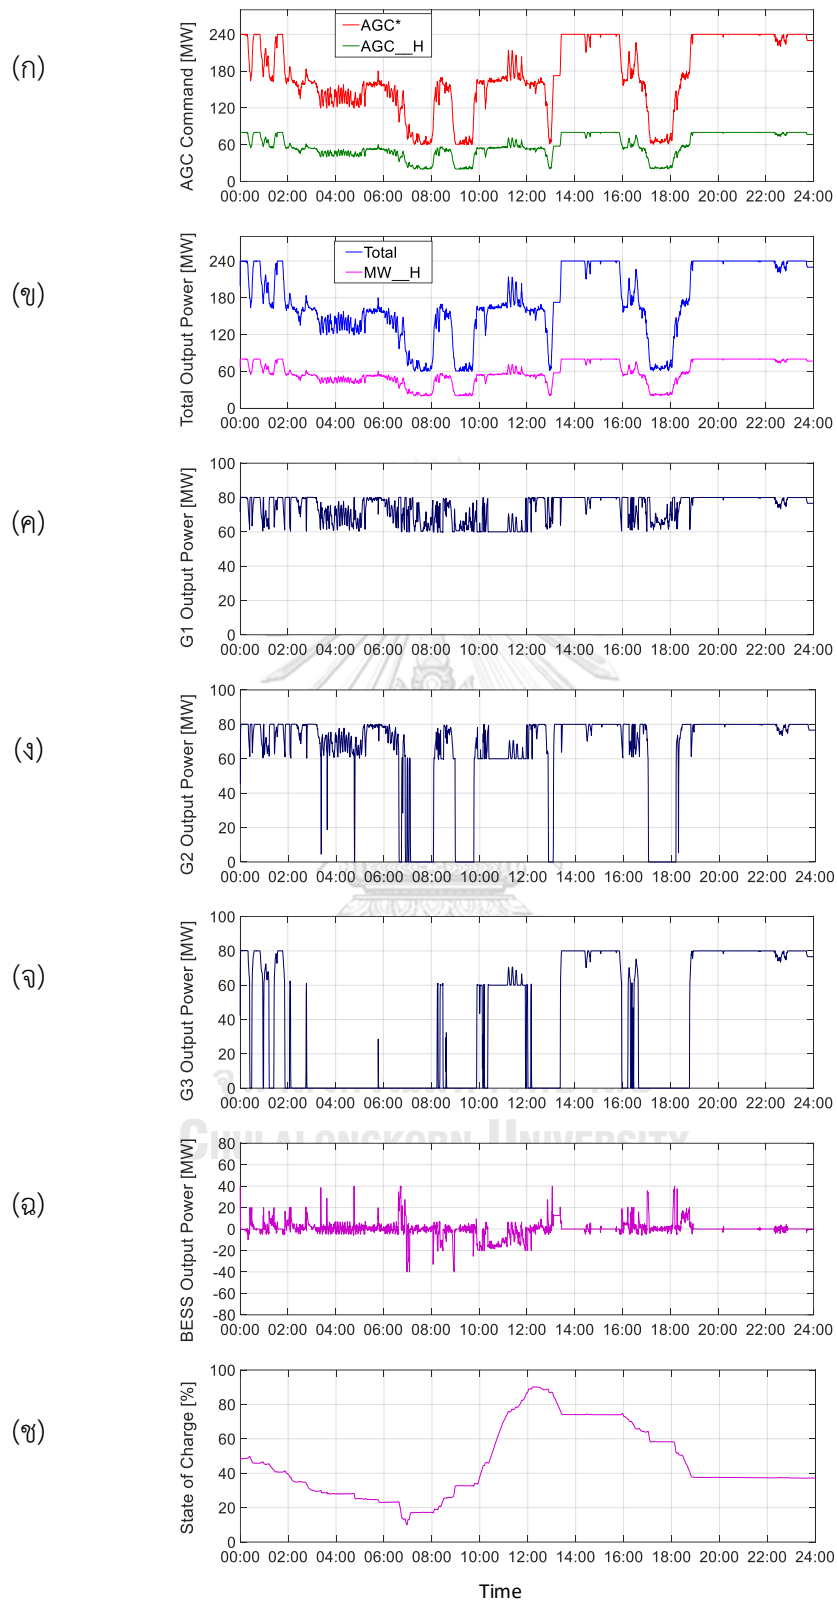 (ก)
AGC Command [MW]
240
180
120
60
0
AGC*
AGC__H
00:00 02:00 04:00 06:00 08:00 10:00 12:00 14:00 16:00 18:00 20:00 22:00 24:00
(ข)
Total Output Power [MW]
240
180
120
60
0
Total
MW__H
00:00 02:00 04:00 06:00 08:00 10:00 12:00 14:00 16:00 18:00 20:00 22:00 24:00
(ค)
G1 Output Power [MW]
100
80
60
40
20
0
00:00 02:00 04:00 06:00 08:00 10:00 12:00 14:00 16:00 18:00 20:00 22:00 24:00
(ง)
G2 Output Power [MW]
100
80
60
40
20
0
00:00 02:00 04:00 06:00 08:00 10:00 12:00 14:00 16:00 18:00 20:00 22:00 24:00
(จ)
G3 Output Power [MW]
100
80
60
40
20
0
00:00 02:00 04:00 06:00 08:00 10:00 12:00 14:00 16:00 18:00 20:00 22:00 24:00
CHULALONGKORN UNIVERSITY
(ฉ)
BESS Output Power [MW]
80
60
40
20
0
-20
-40
-60
-80
00:00 02:00 04:00 06:00 08:00 10:00 12:00 14:00 16:00 18:00 20:00 22:00 24:00
(ช)
State of Charge [%]
100
80
60
40
20
0
00:00 02:00 04:00 06:00 08:00 10:00 12:00 14:00 16:00 18:00 20:00 22:00 24:00
Time